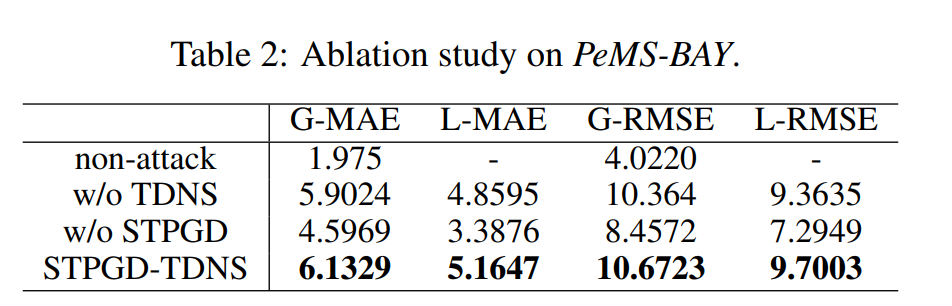 Table 2: Ablation study on PeMS-BAY.
G-MAE L-MAE G-RMSE L-RMSE
non-attack 1.975 - 4.0220 -
w/o TDNS 5.9024 4.8595 10.364 9.3635
w/o STPGD 4.5969 3.3876 8.4572 7.2949
STPGD-TDNS 6.1329 5.1647 10.6723 9.7003